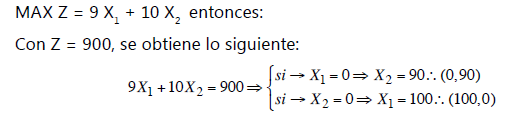 MAX Z = 9 X₁ + 10 X₂ entonces:
Con Z = 900, se obtiene lo siguiente:
9X₁+10X₂ = 900⇒{si → X₁ = 0 ⇒ X₂ = 90∴(0,90)
si → X₂ = 0 ⇒ X₁ = 100∴(100,0)